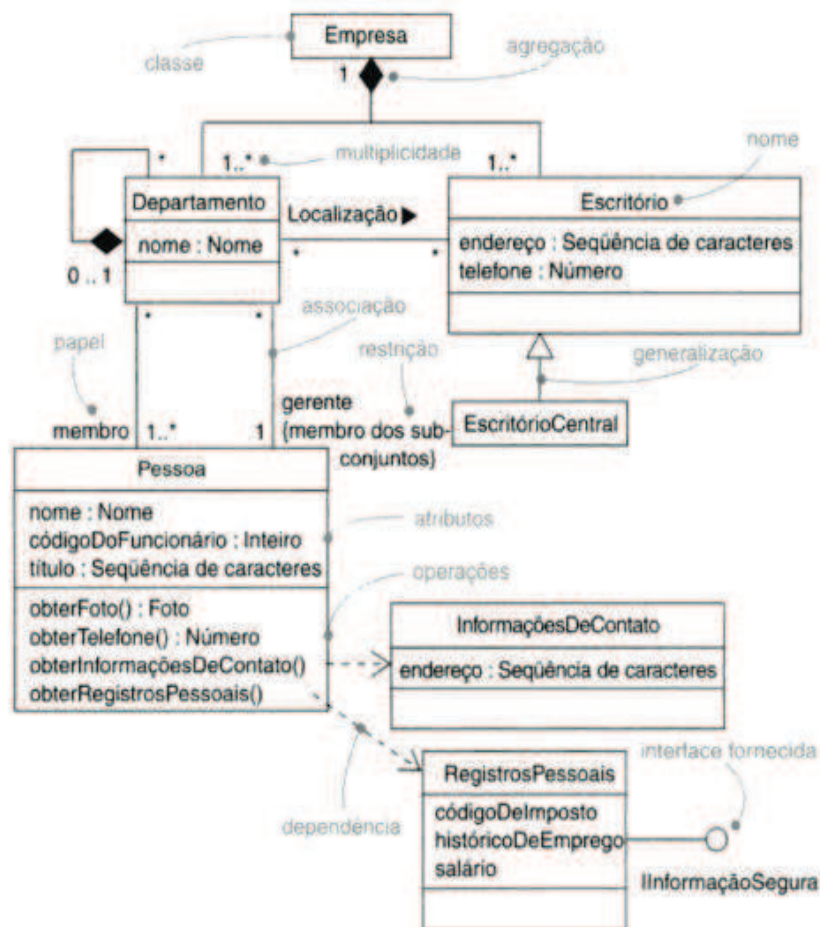 Empresa
classe
agregação
1
multiplicidade
nome
*
1..*
1..*
Departamento
nome : Nome
0 .. 1
Localização ▶
*
*
Escritório
endereço : Seqüência de caracteres
telefone : Número
*
*
associação
papel
restrição
generalização
membro
1..*
1
gerente
{membro dos sub-
conjuntos}
EscritórioCentral
Pessoa
nome : Nome
códigoDoFuncionário : Inteiro
título : Seqüência de caracteres
atributos
operações
obterFoto() : Foto
obterTelefone() : Número
obterInformaçõesDeContato()
obterRegistrosPessoais()
InformaçõesDeContato
endereço : Seqüência de caracteres
dependência
interface fornecida
RegistrosPessoais
códigoDeImposto
históricoDeEmprego
salário
IInformaçãoSegura